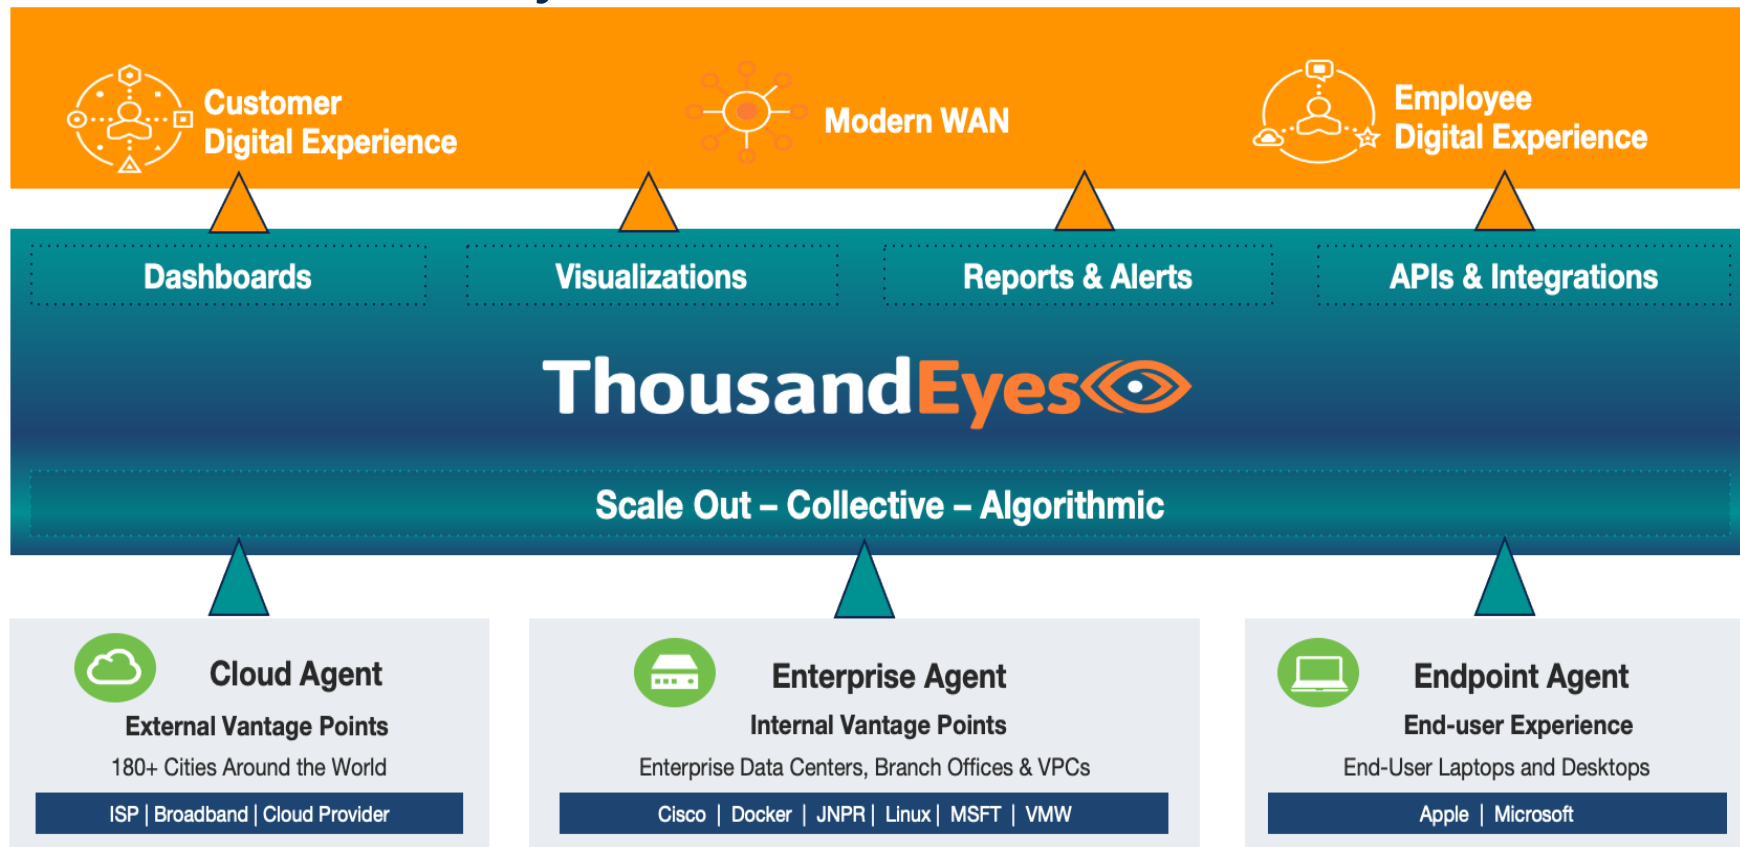 Customer
Digital Experience
Modern WAN
Employee
Digital Experience
Dashboards
Visualizations
Reports & Alerts
APIs & Integrations
ThousandEyes
Scale Out – Collective – Algorithmic
Cloud Agent
External Vantage Points
180+ Cities Around the World
ISP | Broadband | Cloud Provider
Enterprise Agent
Internal Vantage Points
Enterprise Data Centers, Branch Offices & VPCs
Cisco | Docker | JNPR | Linux | MSFT | VMW
Endpoint Agent
End-user Experience
End-User Laptops and Desktops
Apple | Microsoft